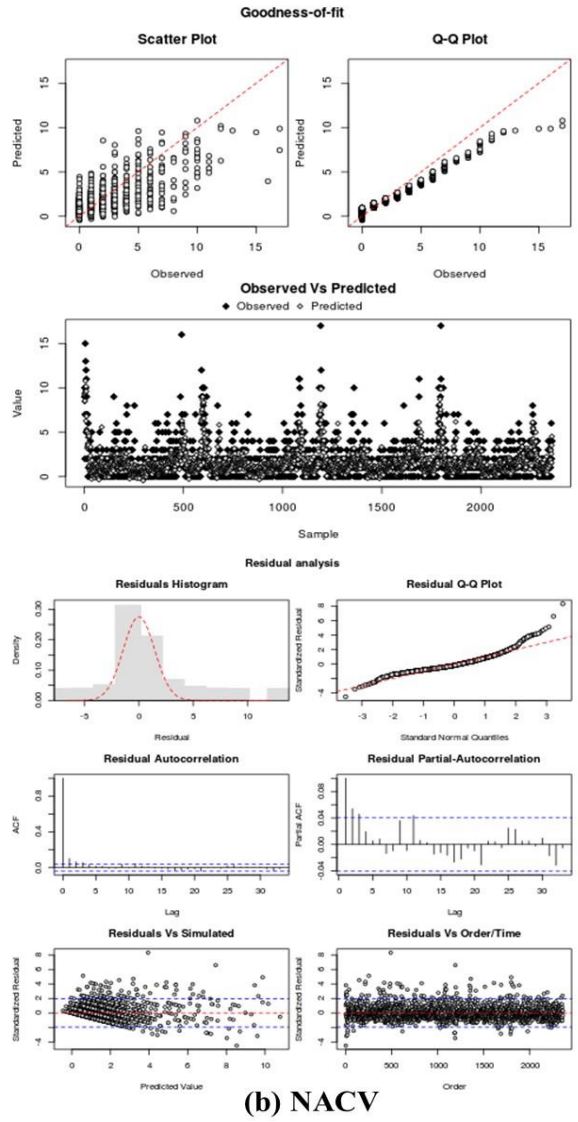 Goodness-of-fit
Scatter Plot
Predicted
15
10
5
0
0 5 10 15
Observed
Q-Q Plot
Predicted
15
10
5
0
0 5 10 15
Observed
Observed Vs Predicted
Observed Predicted
Value
15
10
5
0
0 500 1000 1500 2000
Sample
Residual analysis
Residuals Histogram
Density
0.30
0.20
0.10
0.00
-5 0 5 10
Residual
Residual Q-Q Plot
Standardized Residual
8
6
4
2
0
-4
-3 -2 -1 0 1 2 3
Standard Normal Quantiles
Residual Autocorrelation
ACF
0.8
0.4
0.0
0 5 10 15 20 25 30
Lag
Residual Partial-Autocorrelation
Partial ACF
0.08
0.04
0.00
-0.04
0 5 10 15 20 25 30
Lag
Residuals Vs Simulated
Standardized Residual
8
6
4
2
0
-4
0 2 4 6 8 10
Predicted Value
Residuals Vs Order/Time
Standardized Residual
8
6
4
2
0
-4
0 500 1000 1500 2000
Order
(b) NACV